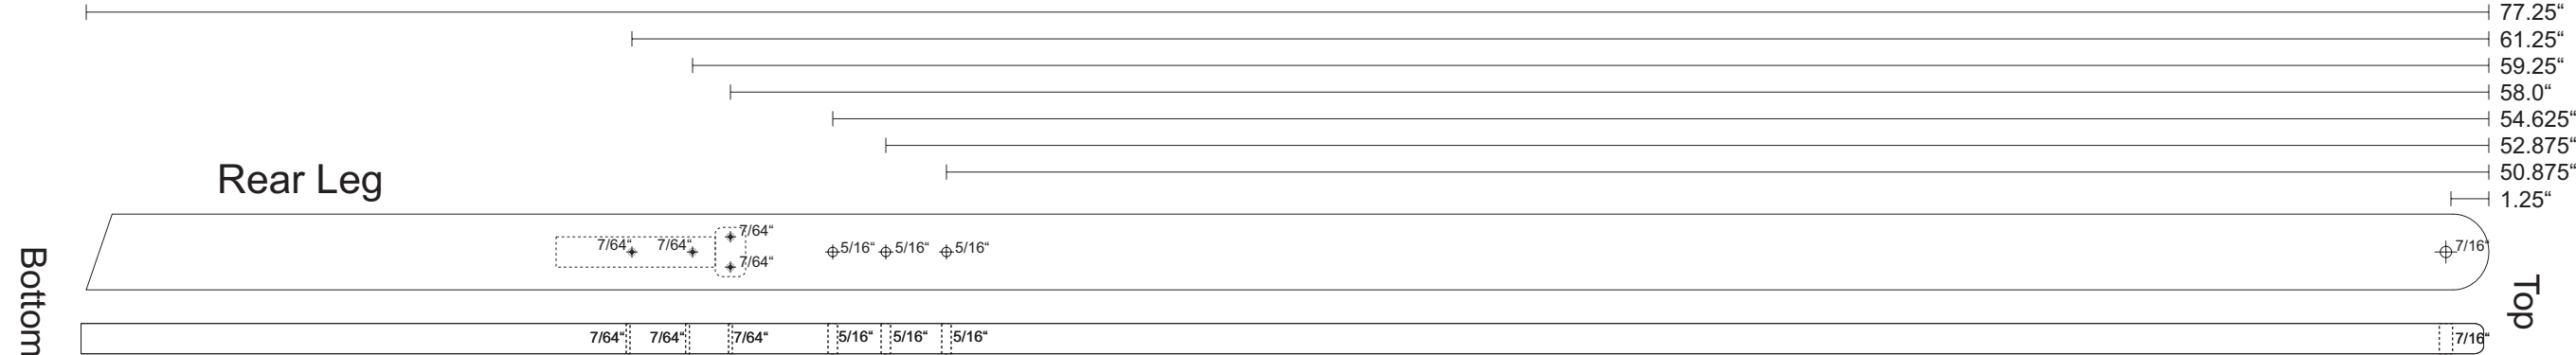 77.25“
61.25“
59.25“
58.0“
54.625“
52.875“
50.875“
1.25“
Rear Leg
Bottom
7/64“ 7/64“ 7/64“ 5/16“ 5/16“ 5/16“ 7/16“
7/64“
Top
7/64“ 7/64“ 7/64“ 5/16“ 5/16“ 5/16“ 7/16“